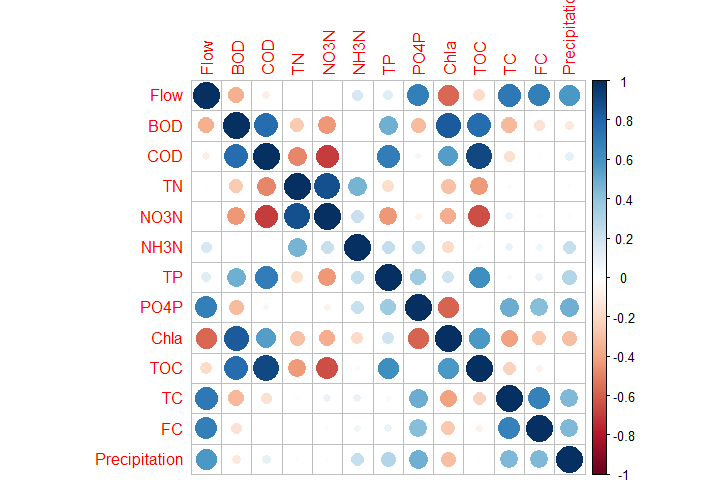 Flow BOD COD TN NO3N NH3N TP PO4P Chla TOC TC FC Precipitation
Flow
BOD
COD
TN
NO3N
NH3N
TP
PO4P
Chla
TOC
TC
FC
Precipitation
1
0.8
0.6
0.4
0.2
0
-0.2
-0.4
-0.6
-0.8
-1